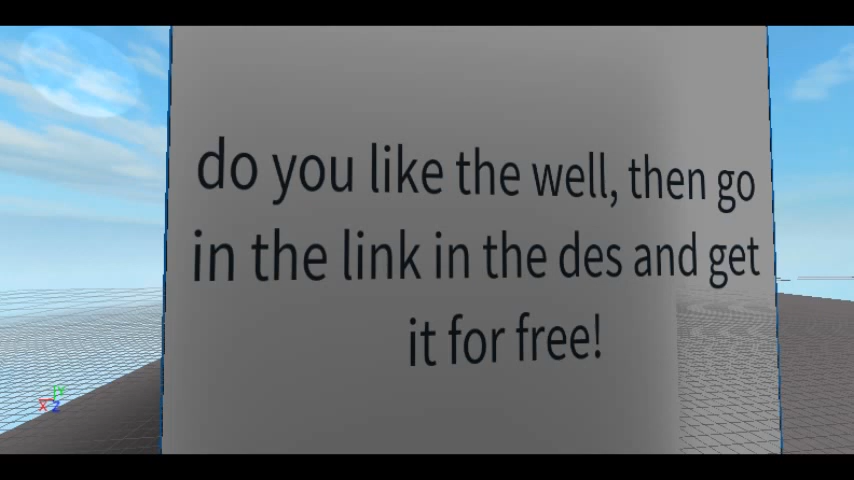 do you like the well, then go
in the link in the des and get
it for free!